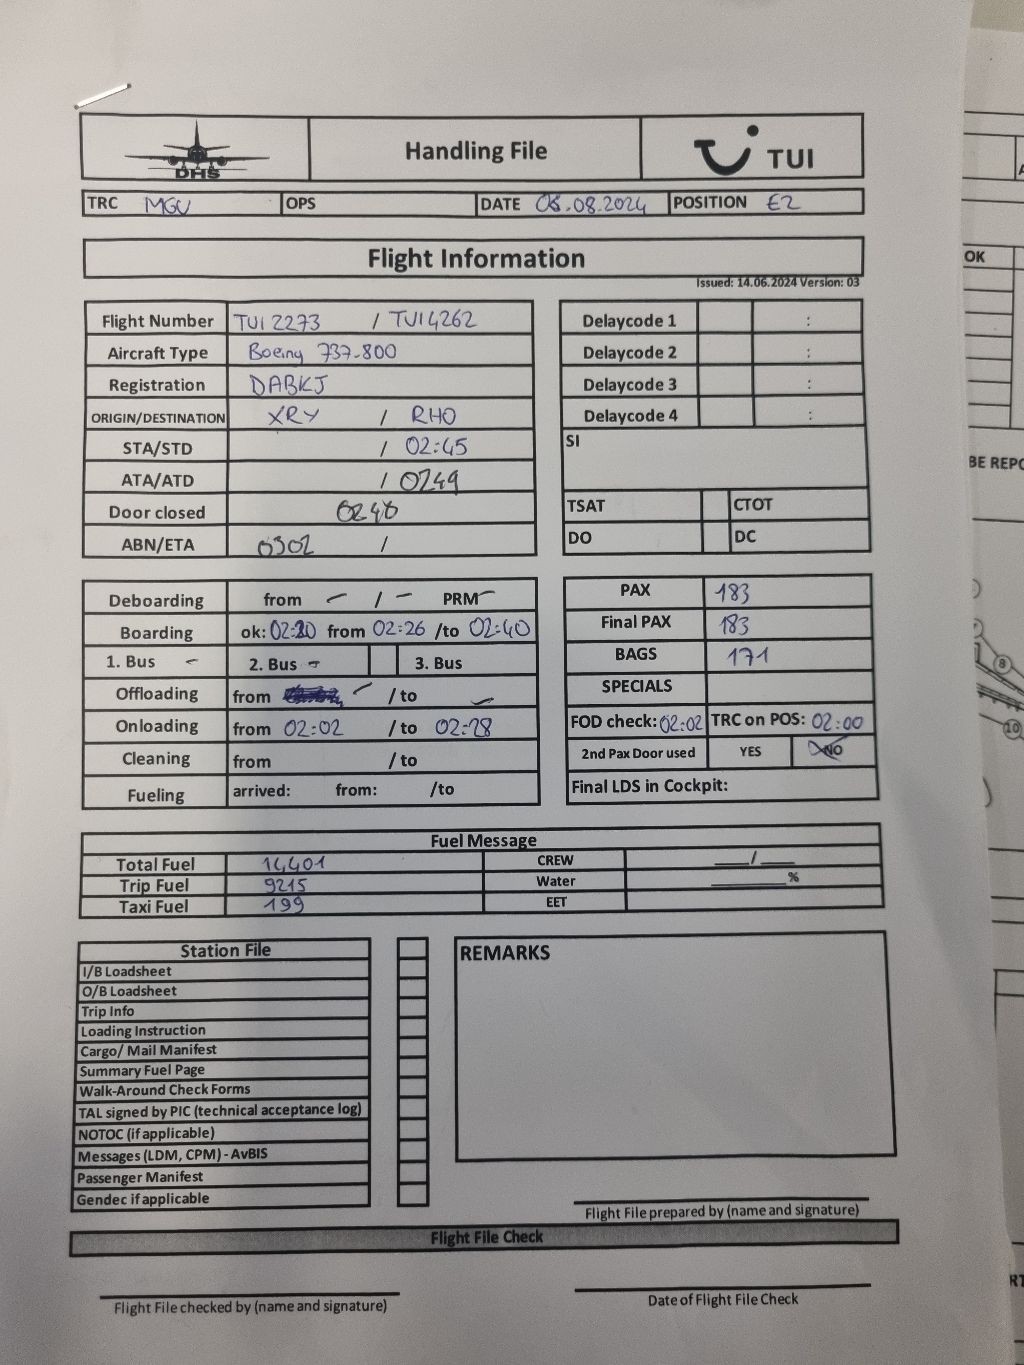 DHS
Handling File
TUI
TRC MGU OPS DATE 06.08.2024 POSITION E2
Flight Information
Issued: 14.06.2024 Version: 03
Flight Number TUI 2273 / TUI4262
Aircraft Type Boeing 737-800
Registration DABKJ
ORIGIN/DESTINATION XRY / RHO
STA/STD / 02:45
ATA/ATD / 0249
Door closed 0240
ABN/ETA 0302 /
Delaycode 1 :
Delaycode 2 :
Delaycode 3 :
Delaycode 4 :
SI
TSAT CTOT
DO DC
Deboarding from – / – PRM –
Boarding ok: 02:20 from 02:26 /to 02:40
1. Bus – 2. Bus – 3. Bus
Offloading from – / to –
Onloading from 02:02 / to 02:28
Cleaning from / to
Fueling arrived: from: /to
PAX 183
Final PAX 183
BAGS 171
SPECIALS
FOD check: 02:02 TRC on POS: 02:00
2nd Pax Door used YES NO
Final LDS in Cockpit:
Fuel Message
Total Fuel 14401 CREW ___/___
Trip Fuel 9215 Water ______%
Taxi Fuel 199 EET
Station File
I/B Loadsheet
O/B Loadsheet
Trip Info
Loading Instruction
Cargo/ Mail Manifest
Summary Fuel Page
Walk-Around Check Forms
TAL signed by PIC (technical acceptance log)
NOTOC (if applicable)
Messages (LDM, CPM) - AvBIS
Passenger Manifest
Gendec if applicable
REMARKS
Flight File prepared by (name and signature)
Flight File Check
Flight File checked by (name and signature)
Date of Flight File Check
OK
BE REPO
8
10